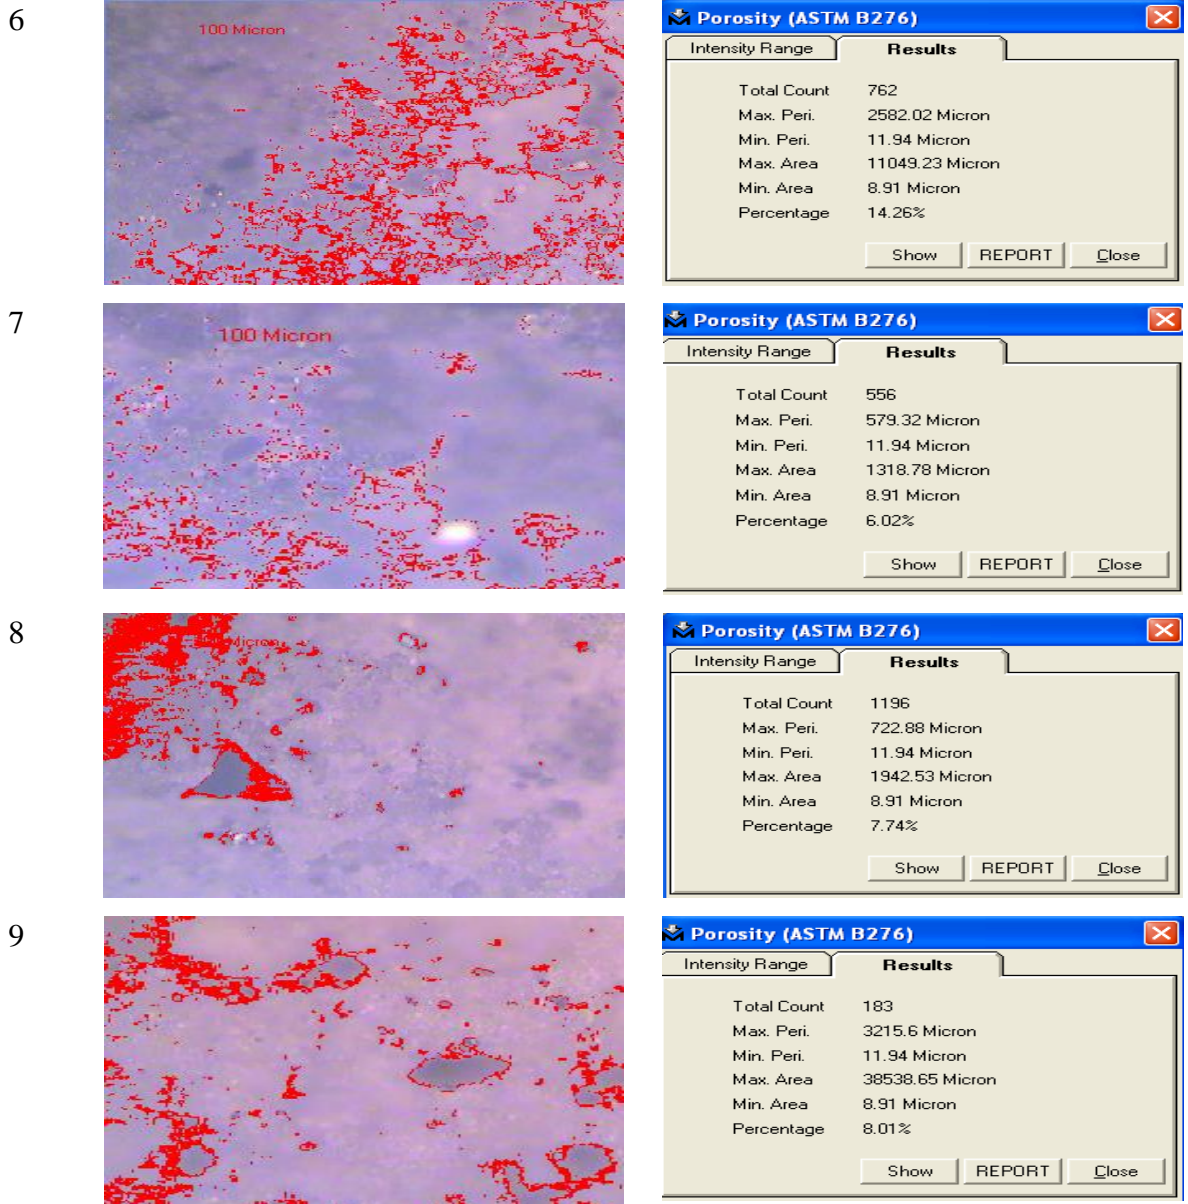 6
100 Micron
Porosity (ASTM B276)
Intensity Range Results
Total Count 762
Max. Peri. 2582.02 Micron
Min. Peri. 11.94 Micron
Max. Area 11049.23 Micron
Min. Area 8.91 Micron
Percentage 14.26%
Show REPORT Close
7
100 Micron
Porosity (ASTM B276)
Intensity Range Results
Total Count 556
Max. Peri. 579.32 Micron
Min. Peri. 11.94 Micron
Max. Area 1318.78 Micron
Min. Area 8.91 Micron
Percentage 6.02%
Show REPORT Close
8
Micron
Porosity (ASTM B276)
Intensity Range Results
Total Count 1196
Max. Peri. 722.88 Micron
Min. Peri. 11.94 Micron
Max. Area 1942.53 Micron
Min. Area 8.91 Micron
Percentage 7.74%
Show REPORT Close
9
Porosity (ASTM B276)
Intensity Range Results
Total Count 183
Max. Peri. 3215.6 Micron
Min. Peri. 11.94 Micron
Max. Area 38538.65 Micron
Min. Area 8.91 Micron
Percentage 8.01%
Show REPORT Close